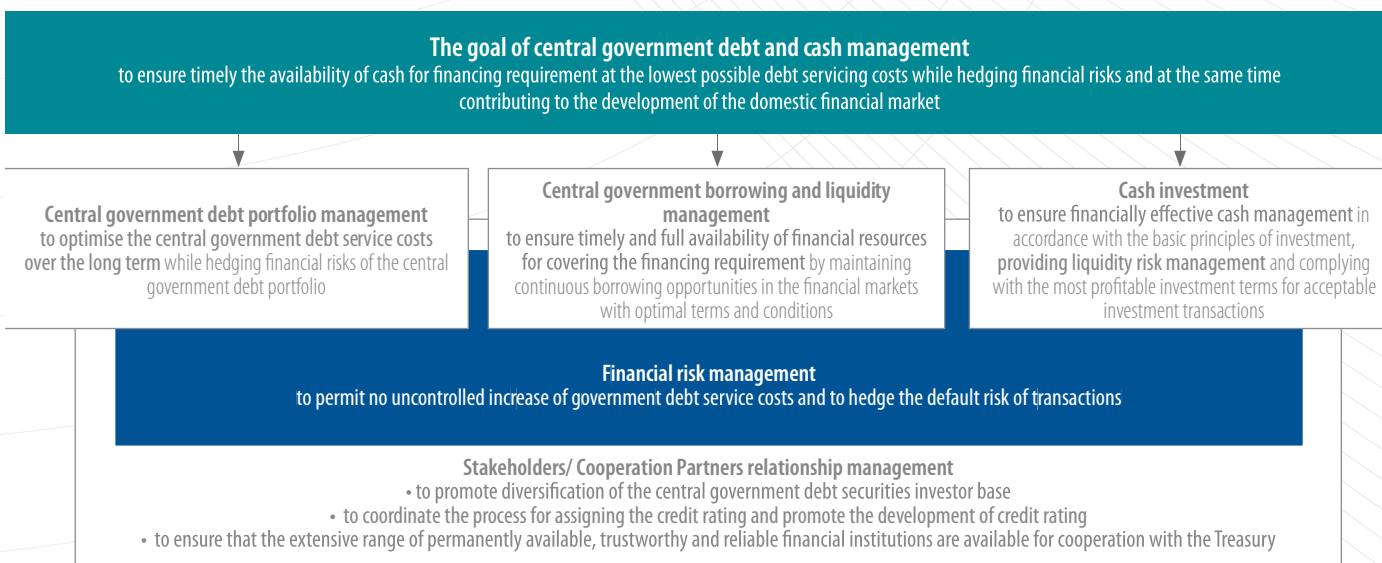 The goal of central government debt and cash management
to ensure timely the availability of cash for financing requirement at the lowest possible debt servicing costs while hedging financial risks and at the same time
contributing to the development of the domestic financial market
Central government debt portfolio management
to optimise the central government debt service costs
over the long term while hedging financial risks of the central
government debt portfolio
Central government borrowing and liquidity
management
to ensure timely and full availability of financial resources
for covering the financing requirement by maintaining
continuous borrowing opportunities in the financial markets
with optimal terms and conditions
Cash investment
to ensure financially effective cash management in
accordance with the basic principles of investment,
providing liquidity risk management and complying
with the most profitable investment terms for acceptable
investment transactions
Financial risk management
to permit no uncontrolled increase of government debt service costs and to hedge the default risk of transactions
Stakeholders/ Cooperation Partners relationship management
• to promote diversification of the central government debt securities investor base
• to coordinate the process for assigning the credit rating and promote the development of credit rating
• to ensure that the extensive range of permanently available, trustworthy and reliable financial institutions are available for cooperation with the Treasury